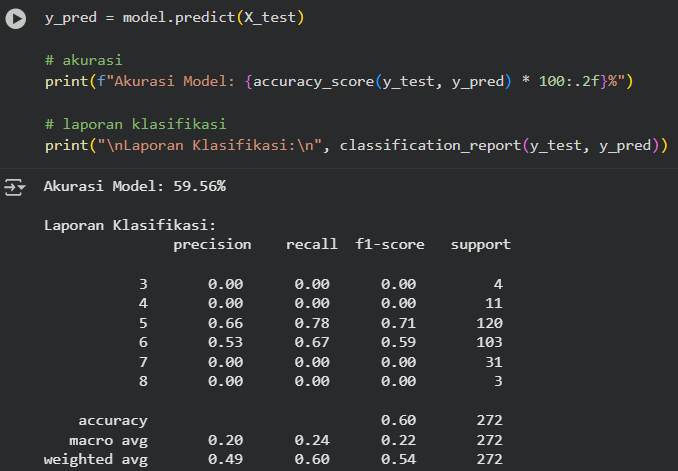 y_pred = model.predict(X_test)
# akurasi
print(f"Akurasi Model: {accuracy_score(y_test, y_pred) * 100:.2f}%")
# laporan klasifikasi
print("\nLaporan Klasifikasi:\n", classification_report(y_test, y_pred))
Akurasi Model: 59.56%
Laporan Klasifikasi:
precision recall f1-score support
3 0.00 0.00 0.00 4
4 0.00 0.00 0.00 11
5 0.66 0.78 0.71 120
6 0.53 0.67 0.59 103
7 0.00 0.00 0.00 31
8 0.00 0.00 0.00 3
accuracy 0.60 272
macro avg 0.20 0.24 0.22 272
weighted avg 0.49 0.60 0.54 272